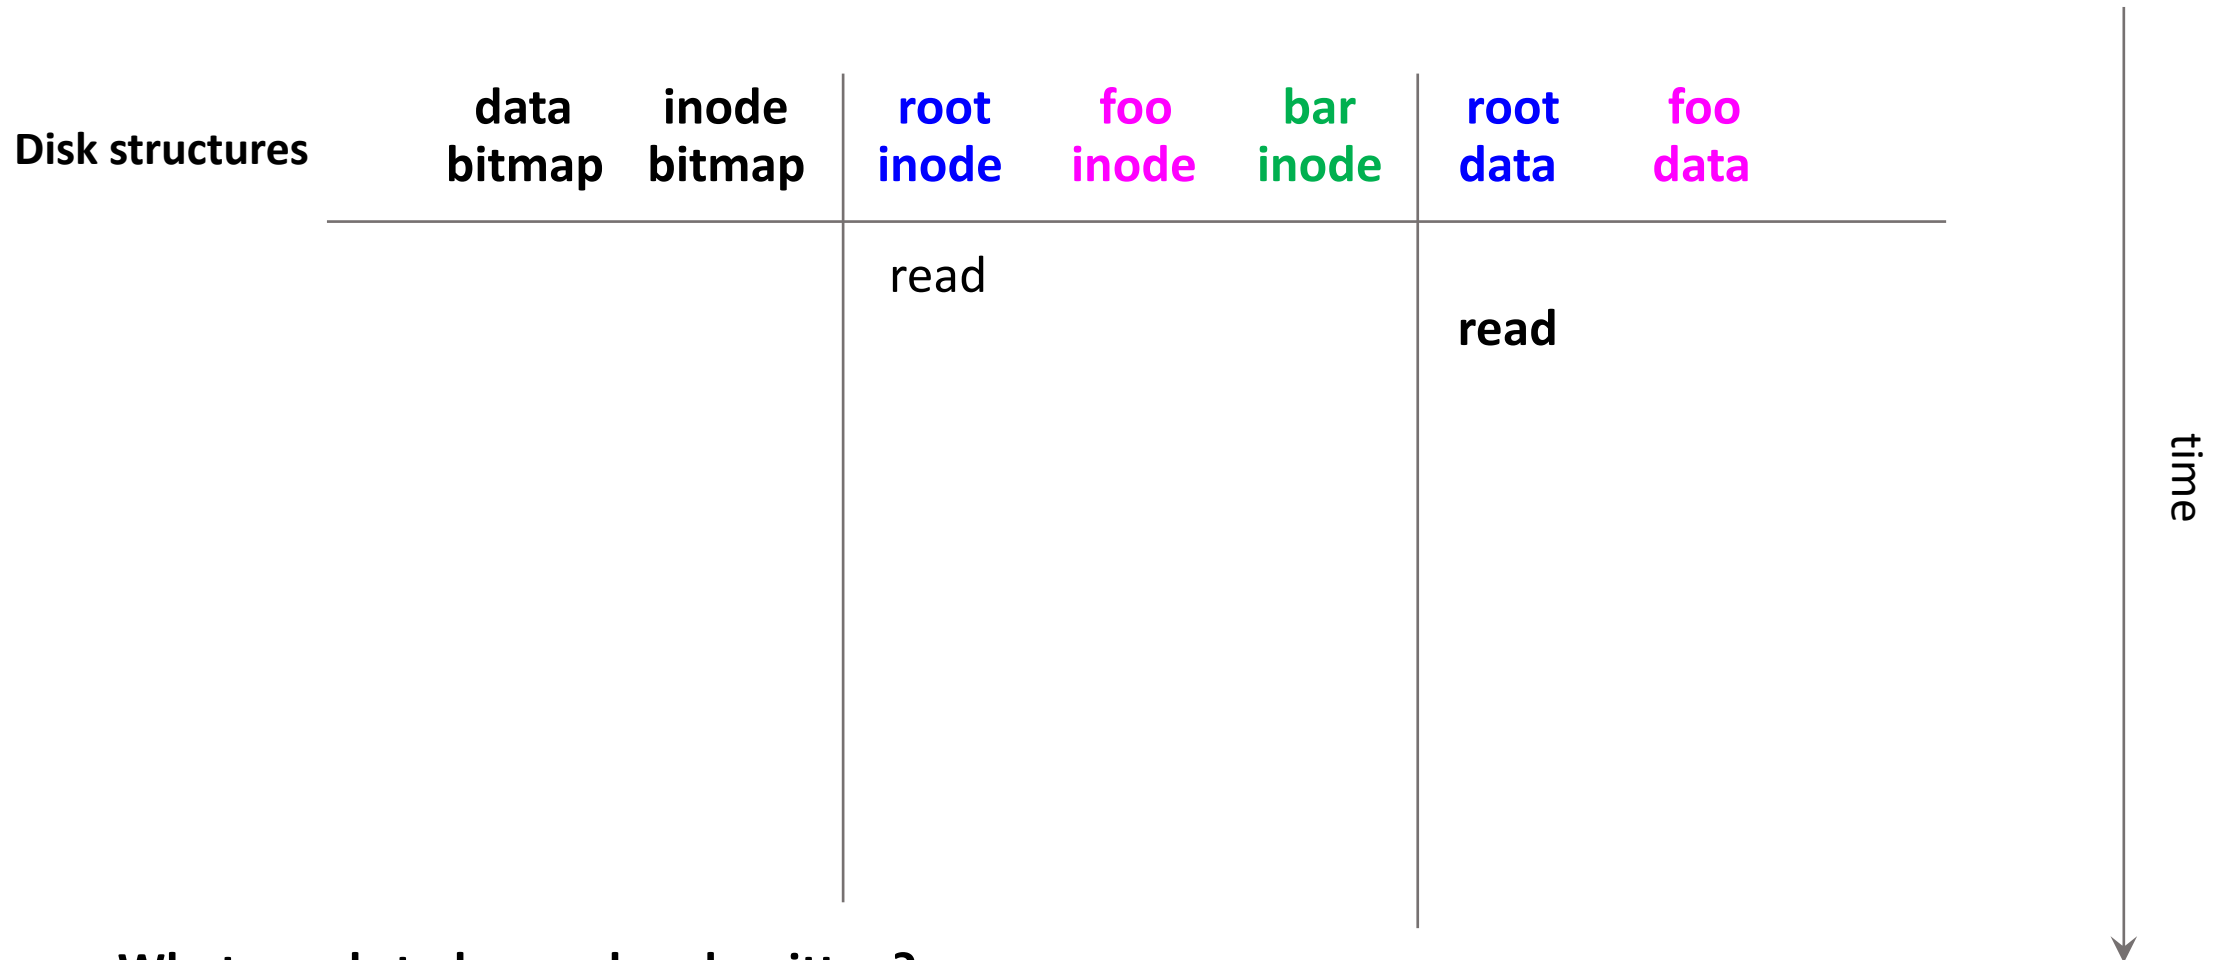 Disk structures
data bitmap
inode bitmap
root inode
foo inode
bar inode
root data
foo data
read
read
time